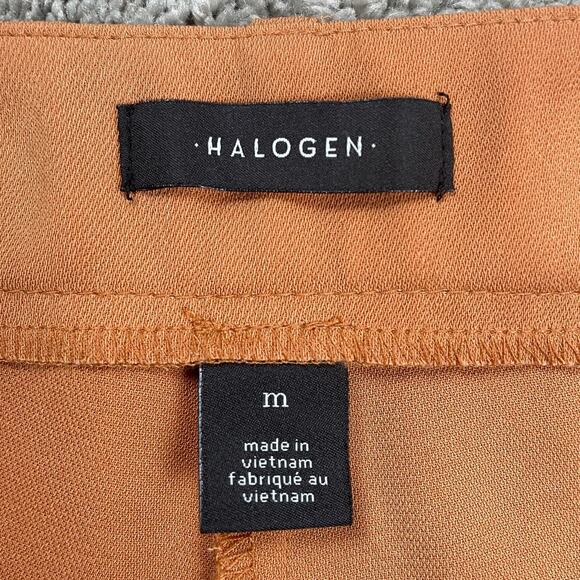 ·HALOGEN·
m
made in
vietnam
fabriqué au
vietnam